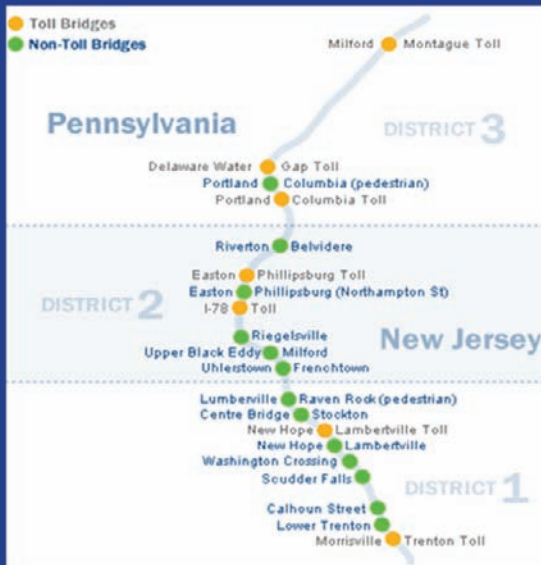 Toll Bridges
Non-Toll Bridges
Milford Montague Toll
Pennsylvania
DISTRICT 3
Delaware Water Gap Toll
Portland Columbia (pedestrian)
Portland Columbia Toll
Riverton Belvidere
Easton Phillipsburg Toll
Easton Phillipsburg (Northampton St)
DISTRICT 2
I-78 Toll
Riegelsville
New Jersey
Upper Black Eddy Milford
Uhlerstown Frenchtown
Lumberville Raven Rock (pedestrian)
Centre Bridge Stockton
New Hope Lambertville Toll
New Hope Lambertville
Washington Crossing
Scudder Falls
DISTRICT 1
Calhoun Street
Lower Trenton
Morrisville Trenton Toll